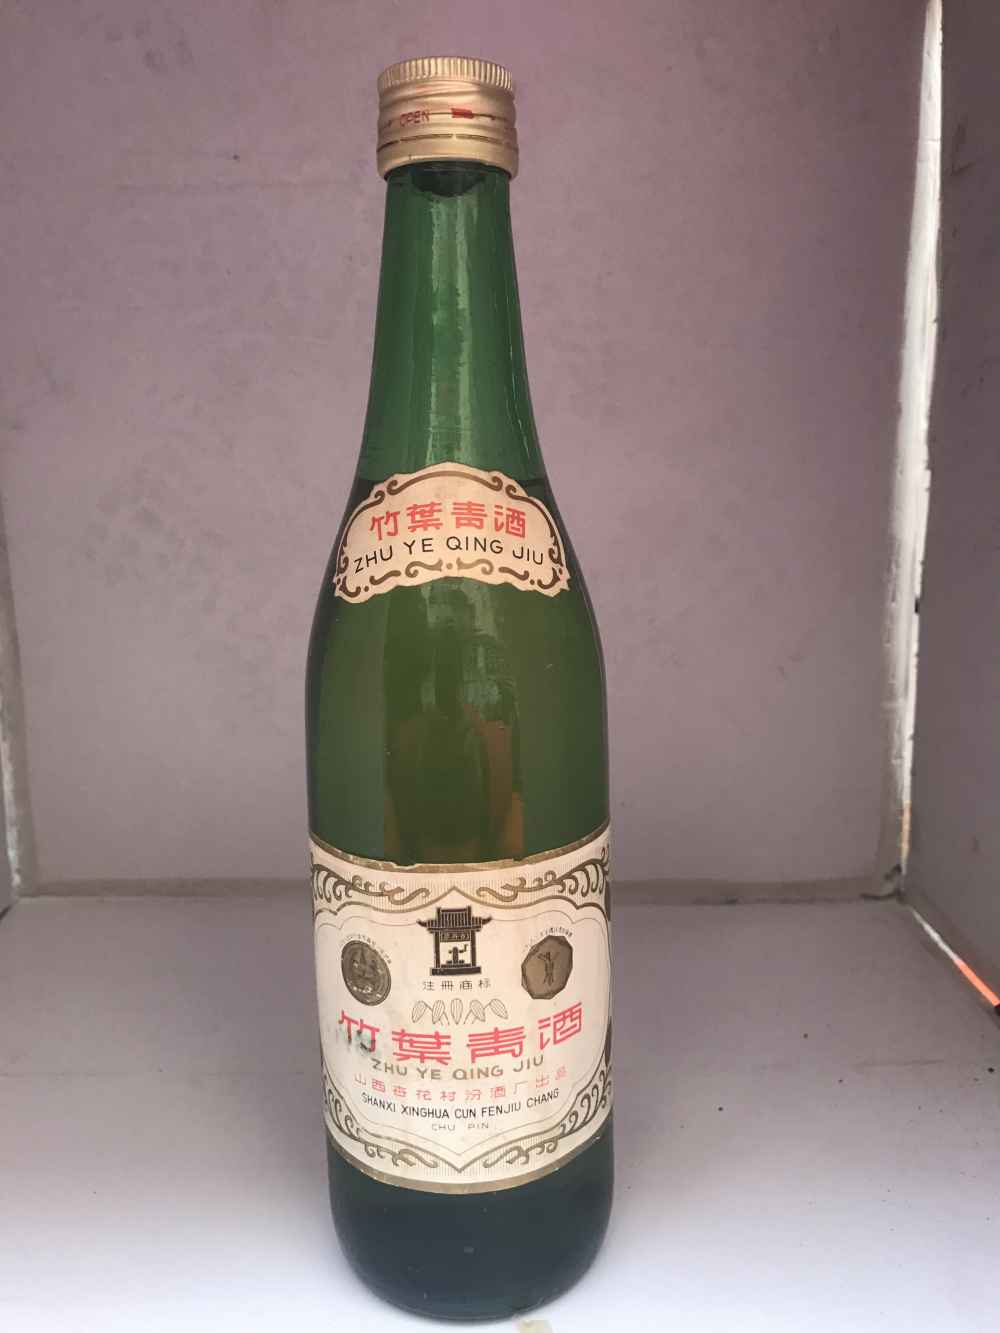 OPEN
竹葉青酒
ZHU YE QING JIU
注册商标
竹葉青酒
ZHU YE QING JIU
山西杏花村汾酒厂出品
SHANXI XINGHUA CUN FENJIU CHANG
CHU PIN